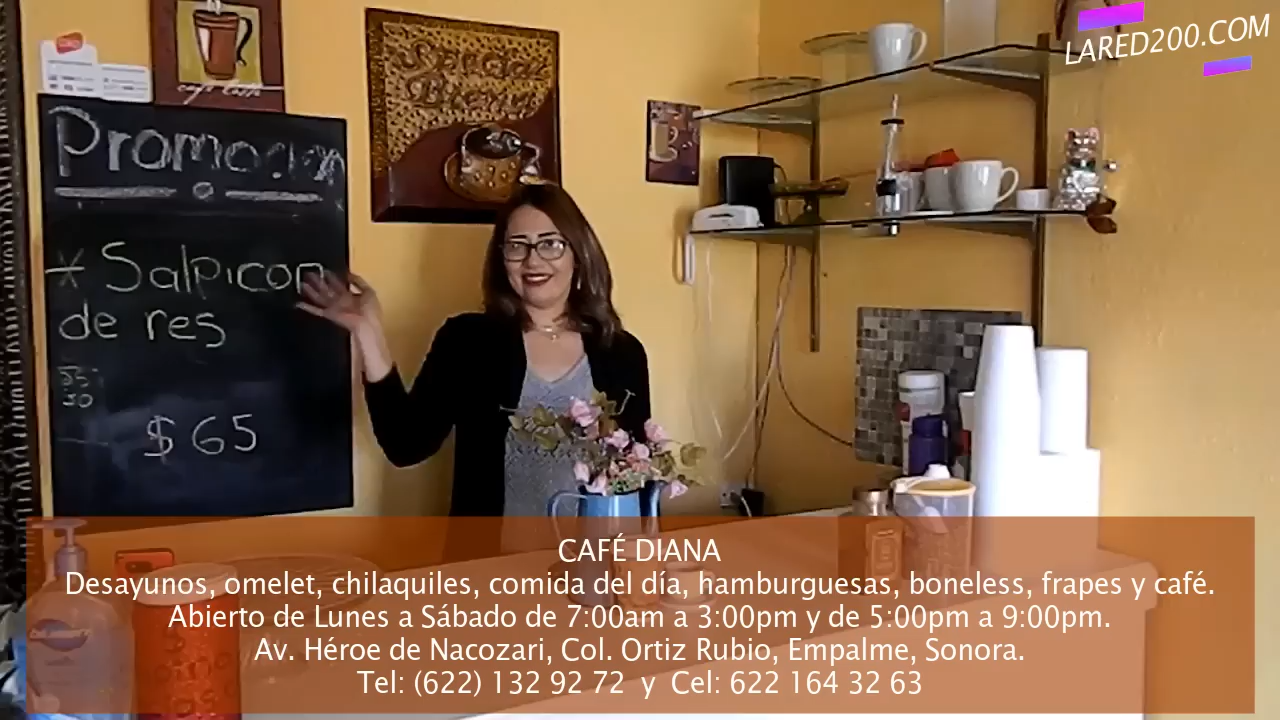 LARED200.COM
Promocion
* Salpicon
de res
$65
CAFÉ DIANA
Desayunos, omelet, chilaquiles, comida del día, hamburguesas, boneless, frapes y café.
Abierto de Lunes a Sábado de 7:00am a 3:00pm y de 5:00pm a 9:00pm.
Av. Héroe de Nacozari, Col. Ortiz Rubio, Empalme, Sonora.
Tel: (622) 132 92 72 y Cel: 622 164 32 63